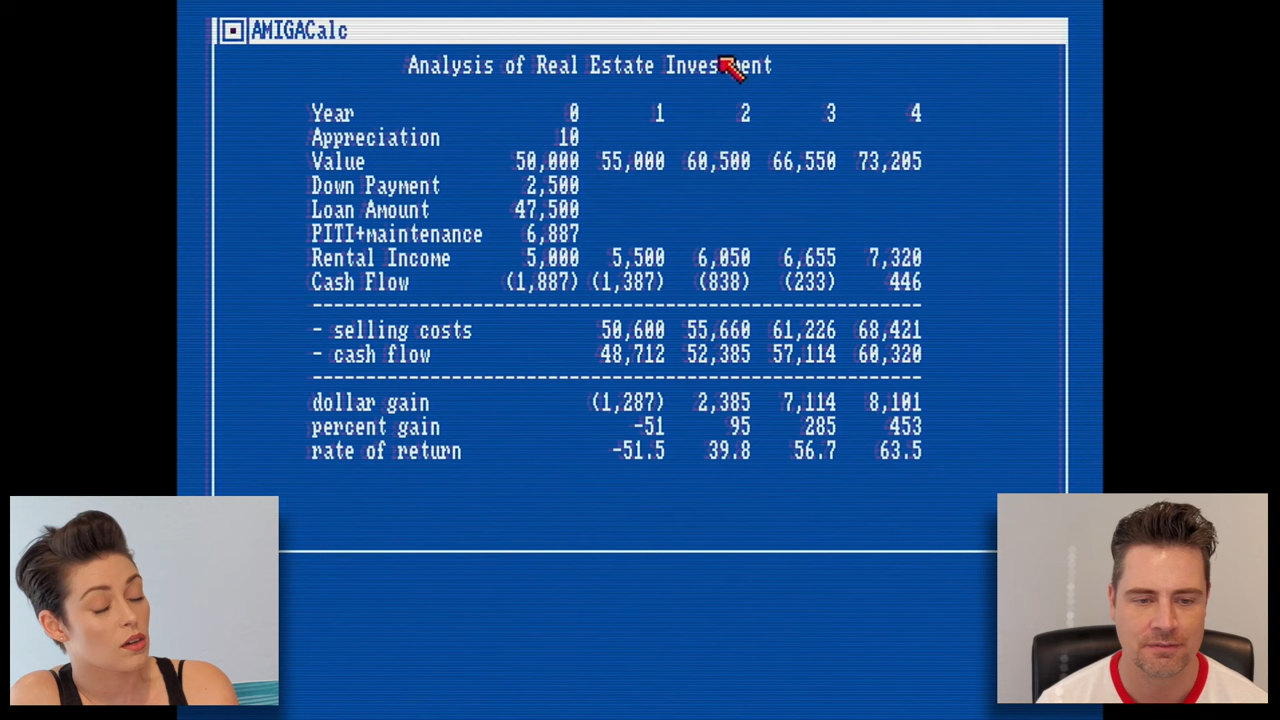 AMIGACalc
Analysis of Real Estate
Year 0 1 2 3 4
Appreciation 10
Value 50,000 55,000 60,500 66,550 73,205
Down Payment 2,500
Loan Amount 47,500
PITI+maintenance 6,887
Rental Income 5,000 5,500 6,050 6,655 7,320
Cash Flow (1,887) (1,387) (838) (233) 446
- selling costs 50,600 55,660 61,226 68,421
- cash flow 48,712 52,385 57,114 60,320
dollar gain (1,287) 2,385 7,114 8,101
percent gain -51 95 285 453
rate of return -51.5 39.8 56.7 63.5